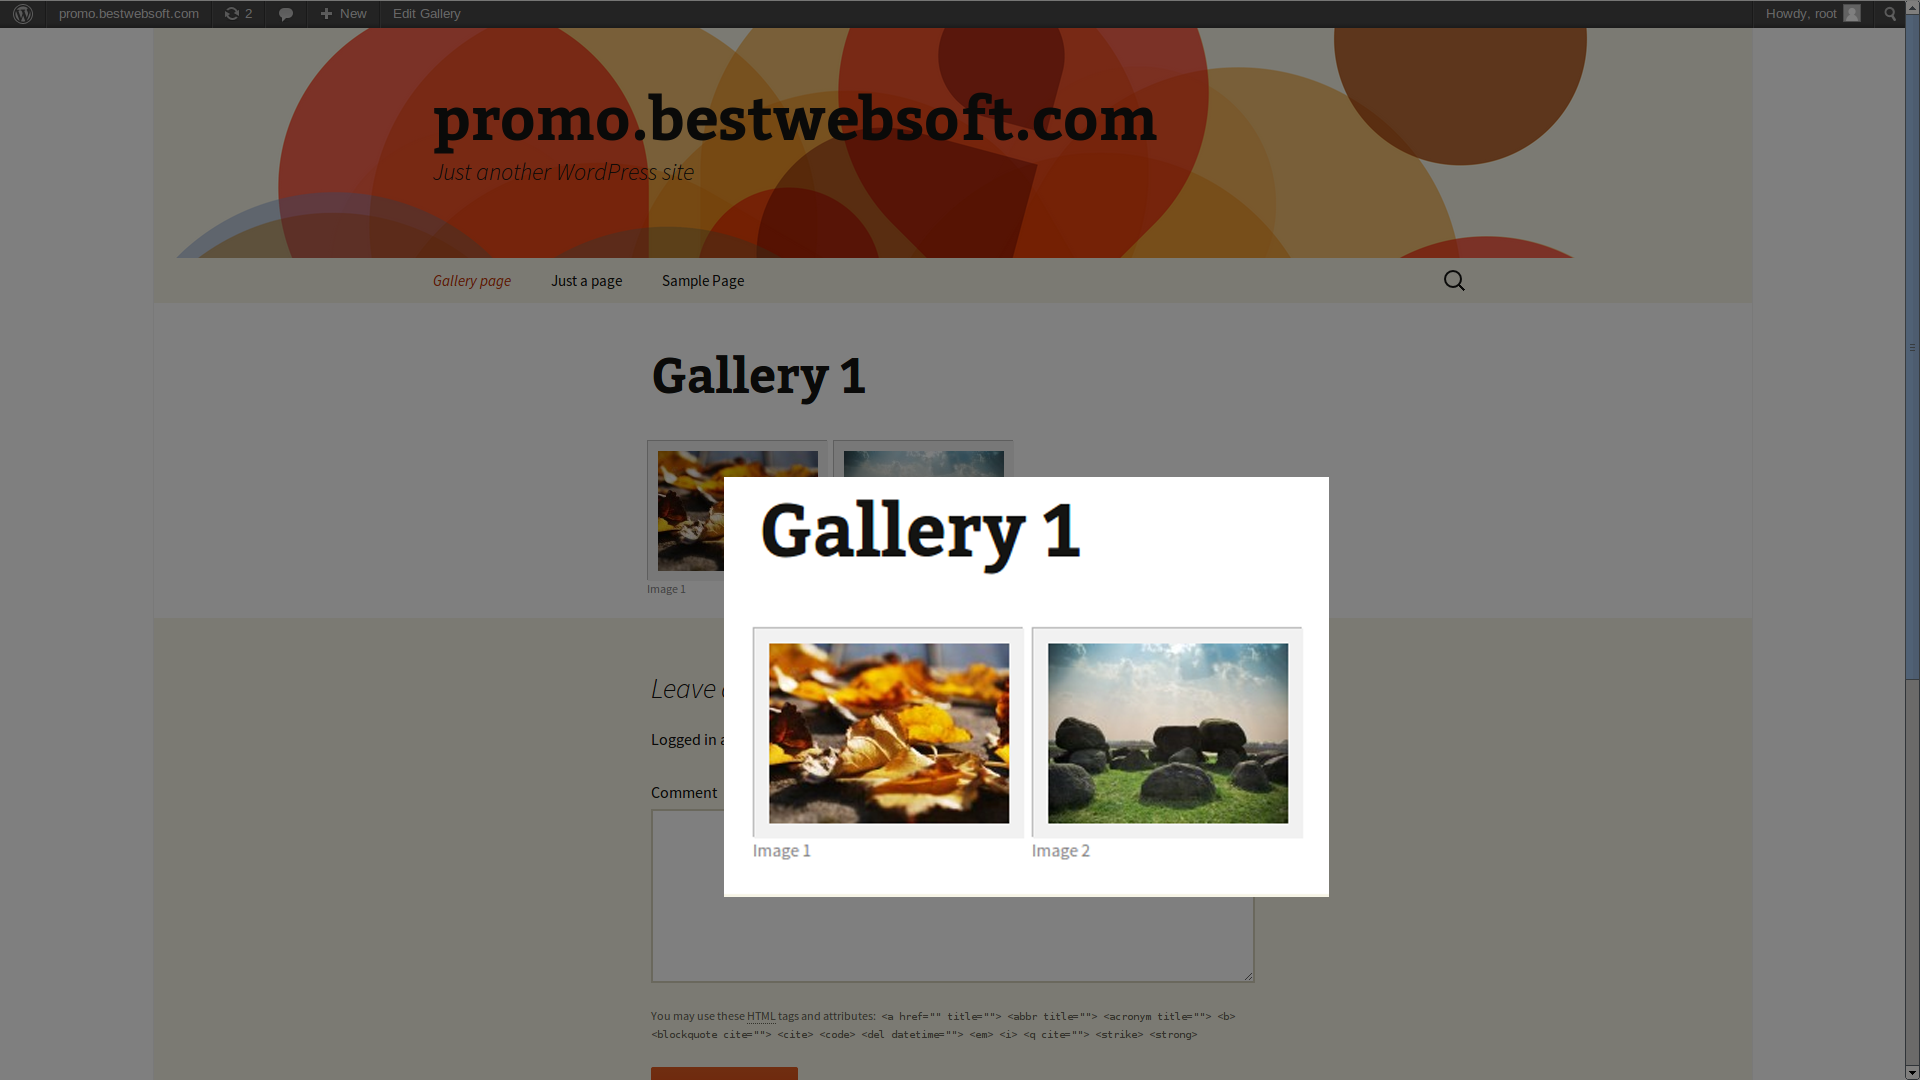 promo.bestwebsoft.com 2 New Edit Gallery Howdy, root
promo.bestwebsoft.com
Just another WordPress site
Gallery page Just a page Sample Page
Gallery 1
Image 1
Gallery 1
Image 1 Image 2
Leave
Logged in
Comment
You may use these HTML tags and attributes: <a href="" title=""> <abbr title=""> <acronym title=""> <b>
<blockquote cite=""> <cite> <code> <del datetime=""> <em> <i> <q cite=""> <strike> <strong>